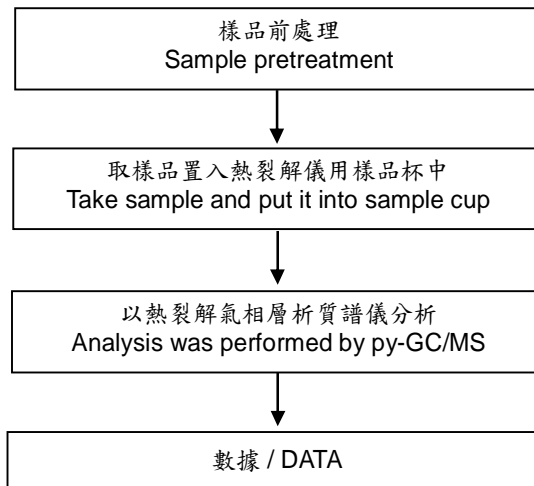 樣品前處理
Sample pretreatment
取樣品置入熱裂解儀用樣品杯中
Take sample and put it into sample cup
以熱裂解氣相層析質譜儀分析
Analysis was performed by py-GC/MS
數據 / DATA